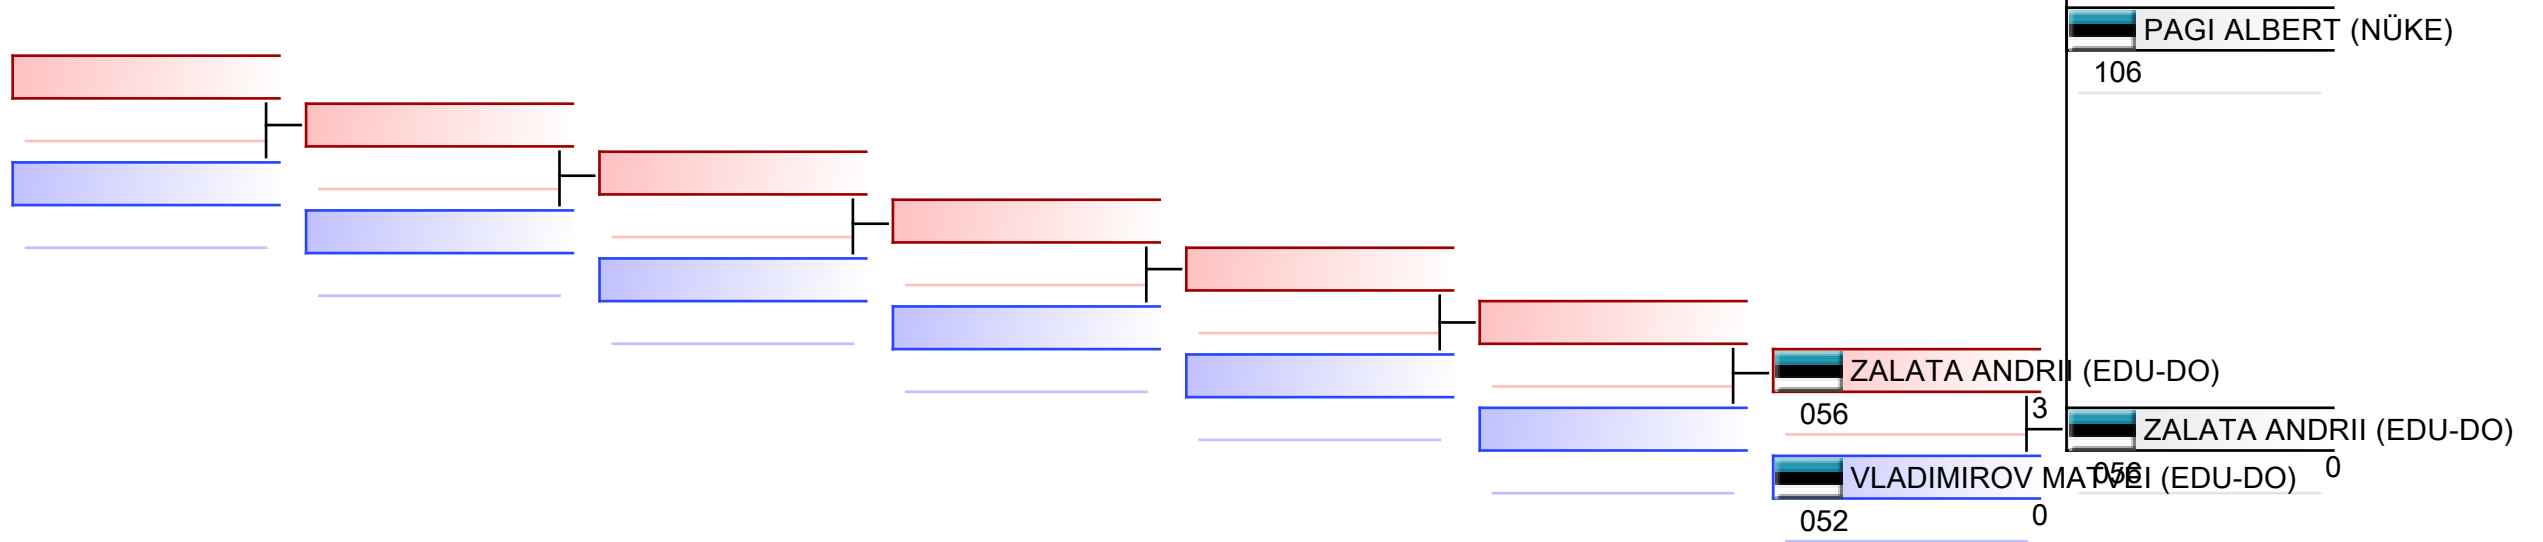 PAGI ALBERT (NÜKE)
106
ZALATA ANDRII (EDU-DO)
056
3
ZALATA ANDRII (EDU-DO)
056
0
VLADIMIROV MATVEI (EDU-DO)
052
0